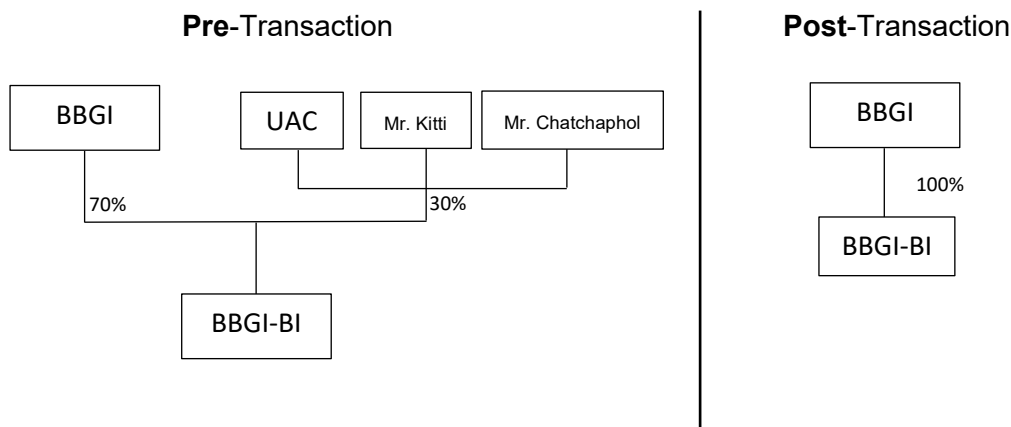 Pre-Transaction
BBGI
UAC
Mr. Kitti
Mr. Chatchaphol
70%
30%
BBGI-BI
Post-Transaction
BBGI
100%
BBGI-BI